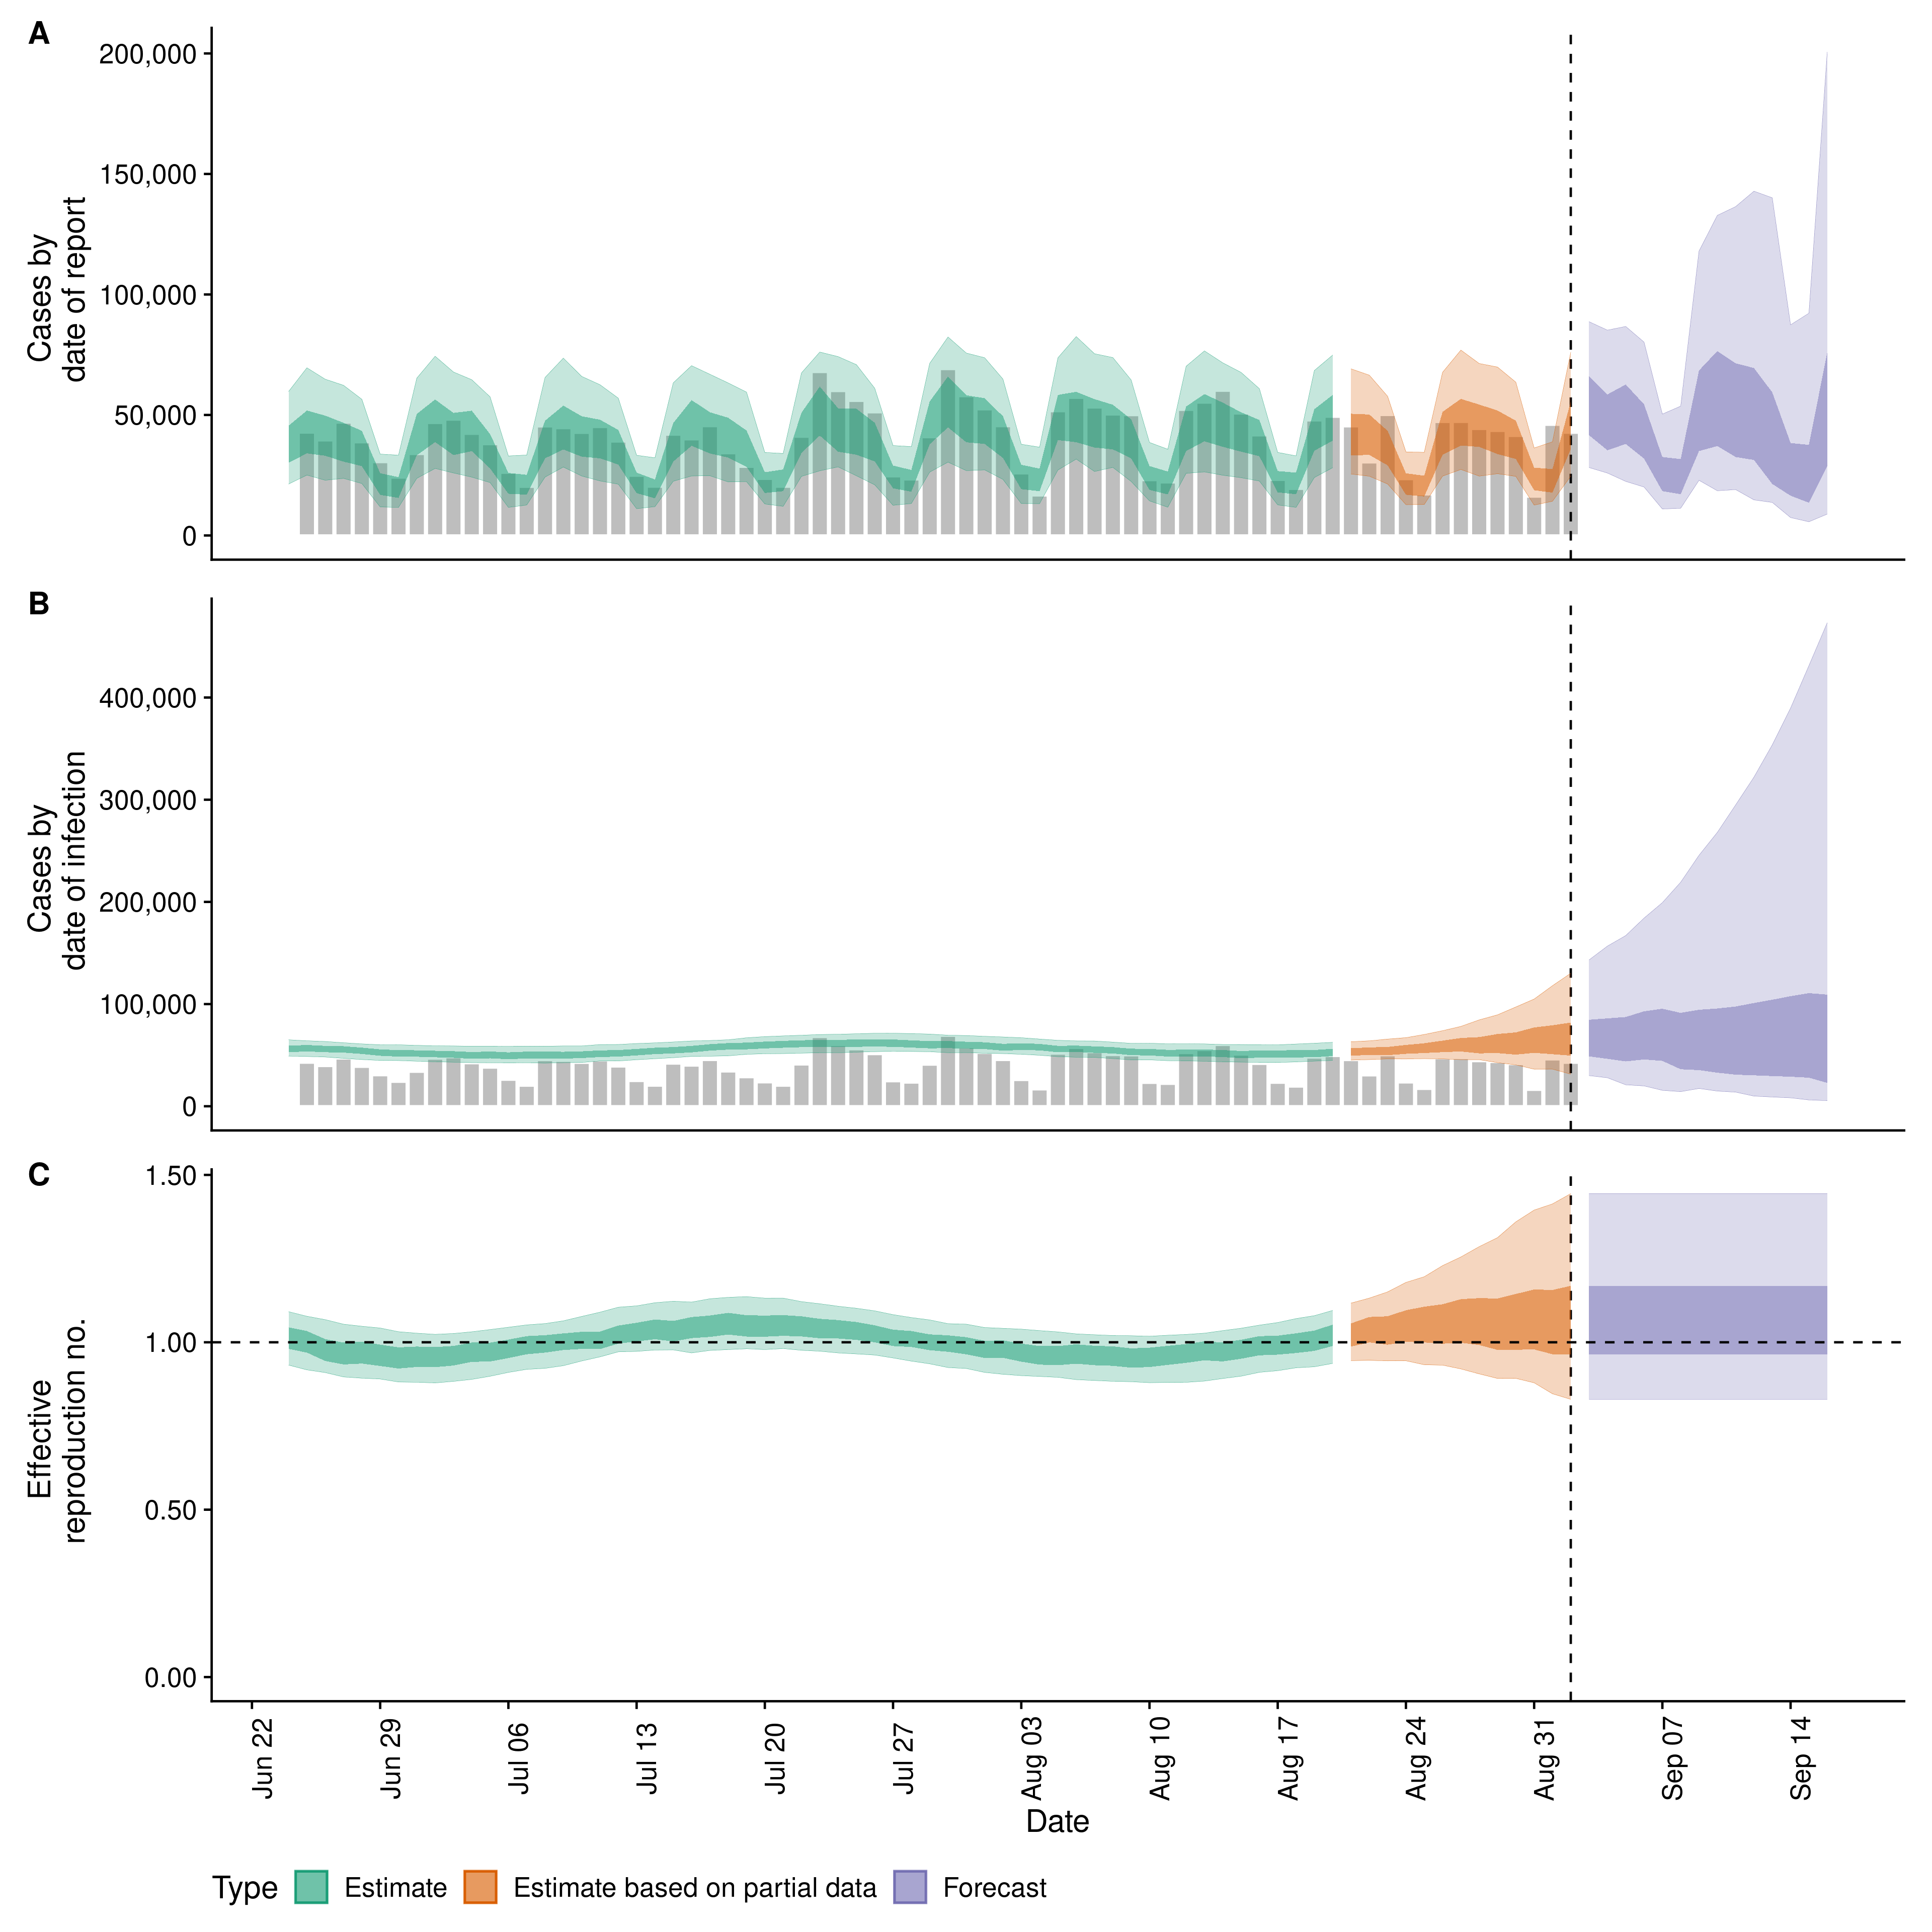 A
200,000
150,000
100,000
50,000
0
Cases by
date of report
B
400,000
300,000
200,000
100,000
0
Cases by
date of infection
C
1.50
1.00
0.50
0.00
Effective
reproduction no.
Jun 22
Jun 29
Jul 06
Jul 13
Jul 20
Jul 27
Aug 03
Aug 10
Aug 17
Aug 24
Aug 31
Sep 07
Sep 14
Date
Type Estimate Estimate based on partial data Forecast